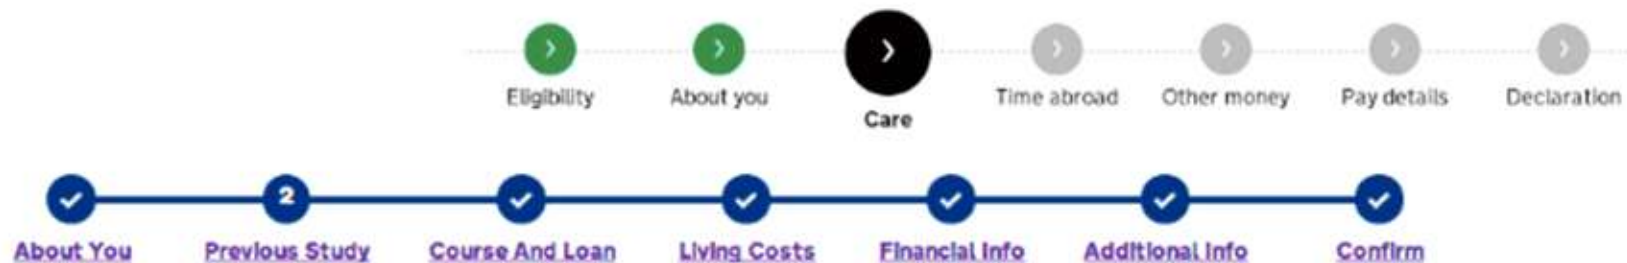 Eligibility About you Care Time abroad Other money Pay details Declaration
2
About You Previous Study Course And Loan Living Costs Financial Info Additional Info Confirm